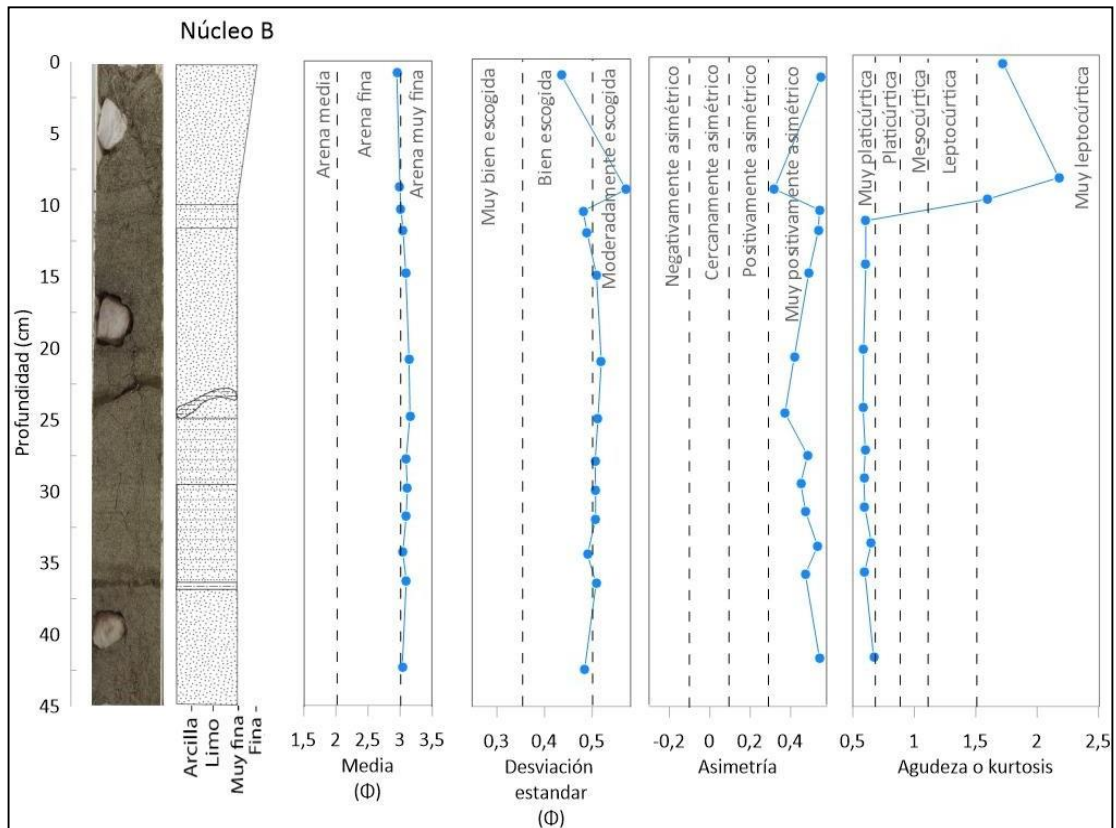 Núcleo B
Profundidad (cm)
0
5
10
15
20
25
30
35
40
45
Arcilla
Limo
Muy fina
Fina
Arena media
Arena fina
Arena muy fina
1,5
2
2,5
3
3,5
Media
(Φ)
Muy bien escogida
Bien escogida
Moderadamente escogida
0,3
0,4
0,5
Desviación
estandar
(Φ)
Negativamente asimétrico
Cercanamente asimétrico
Positivamente asimétrico
Muy positivamente asimétrico
-0,2
0
0,2
0,4
Asimetría
Muy platicúrtica
Platicúrtica
Mesocúrtica
Leptocúrtica
Muy leptocúrtica
0,5
1
1,5
2
2,5
Agudeza o kurtosis